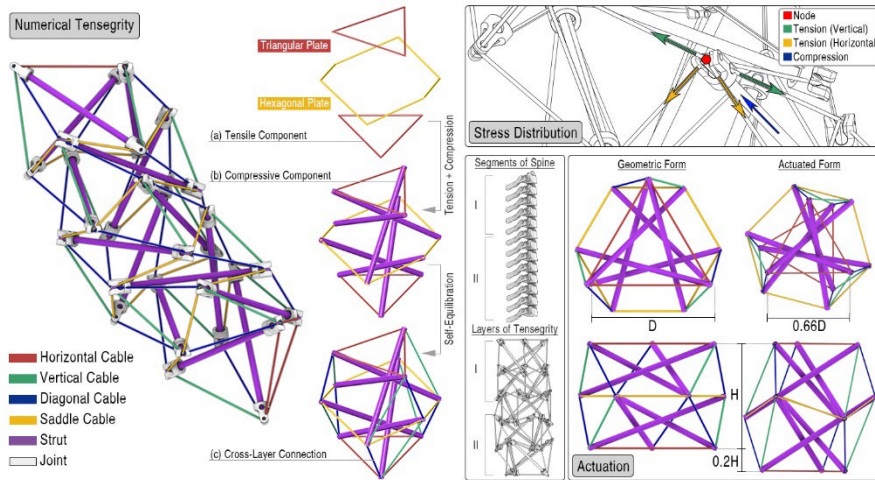 Numerical Tensegrity
Triangular Plate
Hexagonal Plate
(a) Tensile Component
(b) Compressive Component
Tension + Compression
Self-Equilibration
(c) Cross-Layer Connection
Horizontal Cable
Vertical Cable
Diagonal Cable
Saddle Cable
Strut
Joint
Node
Tension (Vertical)
Tension (Horizontal)
Compression
Stress Distribution
Segments of Spine
I
II
Layers of Tensegrity
I
II
Geometric Form
Actuated Form
D
0.66D
H
0.2H
Actuation